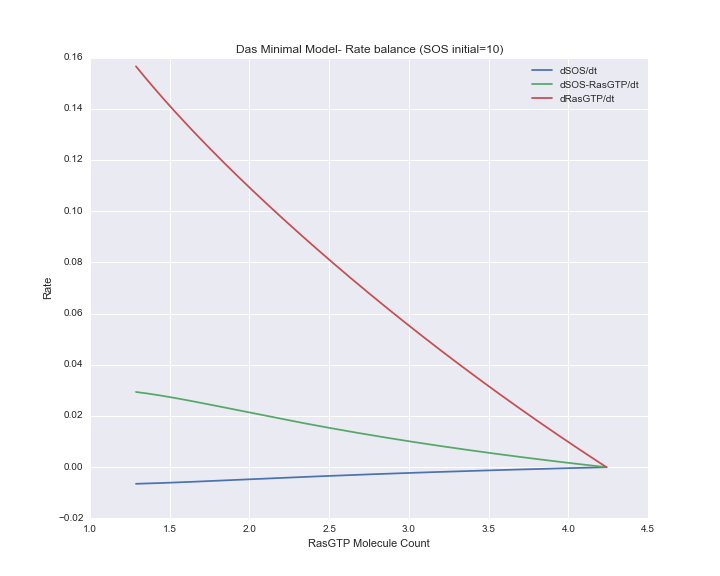 Das Minimal Model- Rate balance (SOS initial=10)
0.16
0.14
0.12
0.10
0.08
0.06
0.04
0.02
0.00
−0.02
Rate
dSOS/dt
dSOS-RasGTP/dt
dRasGTP/dt
1.0 1.5 2.0 2.5 3.0 3.5 4.0 4.5
RasGTP Molecule Count